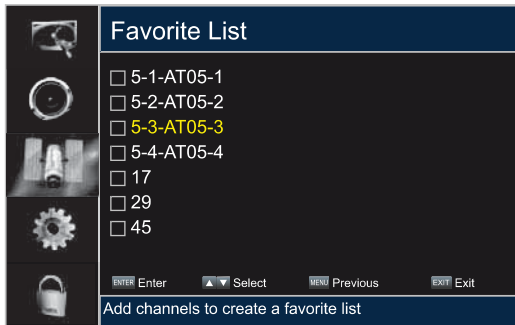 Favorite List
5-1-AT05-1
5-2-AT05-2
5-3-AT05-3
5-4-AT05-4
17
29
45
ENTER Enter ▲ ▼ Select MENU Previous EXIT Exit
Add channels to create a favorite list